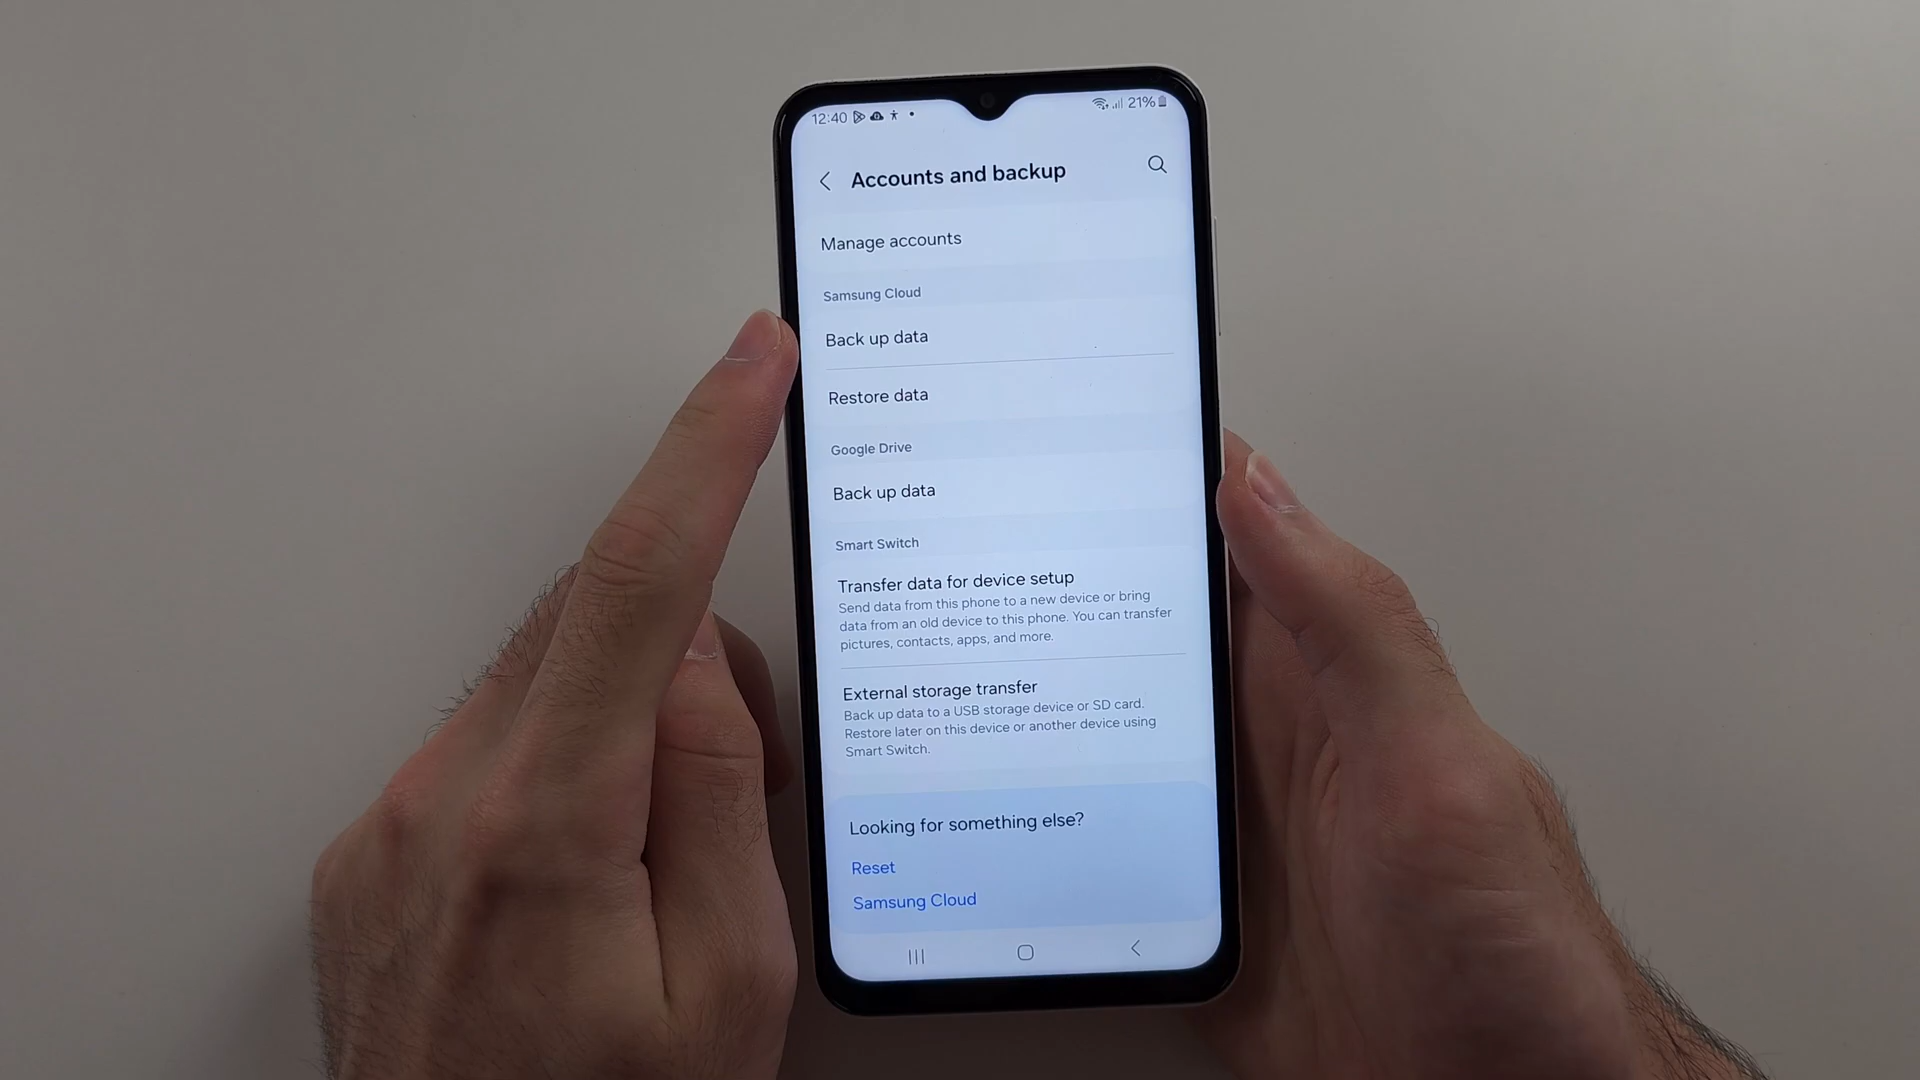 12:40
21%
Accounts and backup
Manage accounts
Samsung Cloud
Back up data
Restore data
Google Drive
Back up data
Smart Switch
Transfer data for device setup
Send data from this phone to a new device or bring
data from an old device to this phone. You can transfer
pictures, contacts, apps, and more.
External storage transfer
Back up data to a USB storage device or SD card.
Restore later on this device or another device using
Smart Switch.
Looking for something else?
Reset
Samsung Cloud